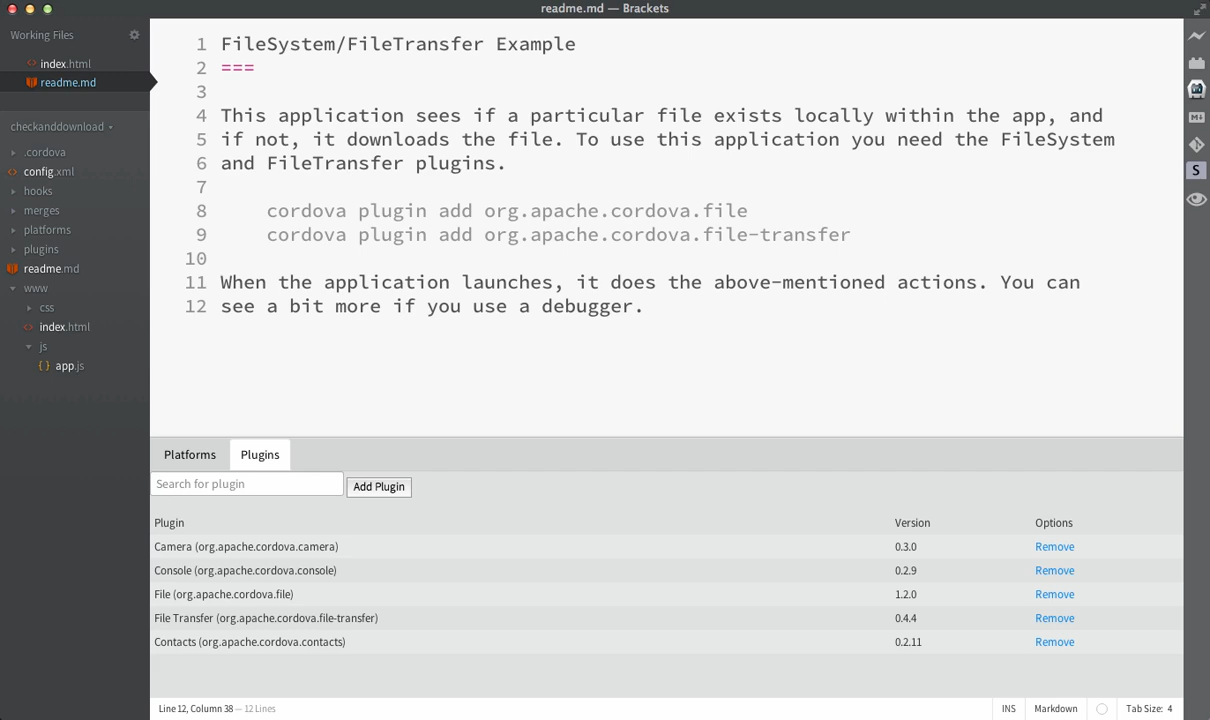 readme.md — Brackets
Working Files
index.html
readme.md
checkanddownload
.cordova
config.xml
hooks
merges
platforms
plugins
readme.md
www
css
index.html
js
{ } app.js
1 FileSystem/FileTransfer Example
2 ===
3
4 This application sees if a particular file exists locally within the app, and
5 if not, it downloads the file. To use this application you need the FileSystem
6 and FileTransfer plugins.
7
8 cordova plugin add org.apache.cordova.file
9 cordova plugin add org.apache.cordova.file-transfer
10
11 When the application launches, it does the above-mentioned actions. You can
12 see a bit more if you use a debugger.
M↓
S
Platforms Plugins
Search for plugin Add Plugin
Plugin Version Options
Camera (org.apache.cordova.camera) 0.3.0 Remove
Console (org.apache.cordova.console) 0.2.9 Remove
File (org.apache.cordova.file) 1.2.0 Remove
File Transfer (org.apache.cordova.file-transfer) 0.4.4 Remove
Contacts (org.apache.cordova.contacts) 0.2.11 Remove
Line 12, Column 38 — 12 Lines INS Markdown Tab Size: 4